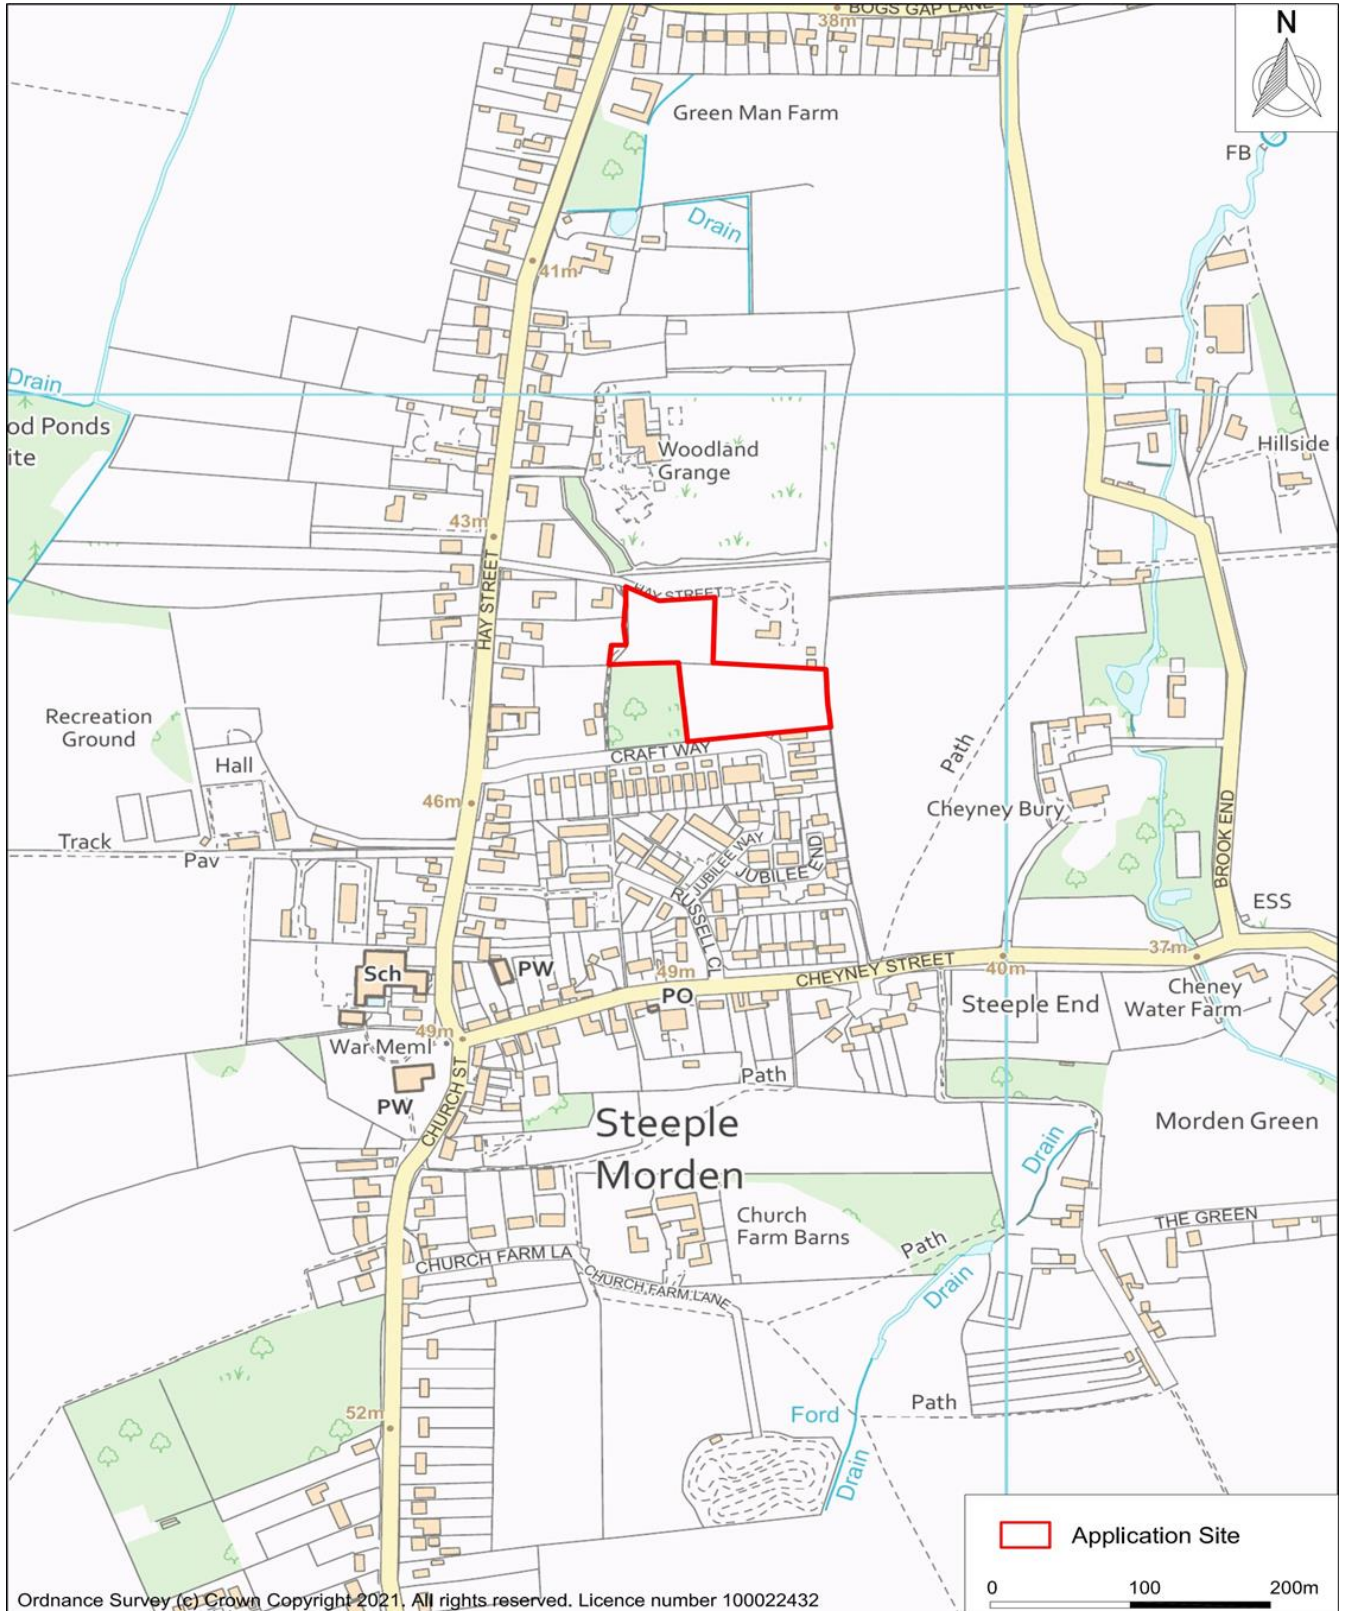 BOGS GAP LANE
38m
N
Green Man Farm
FB
Drain
41m
Drain
od Ponds
ite
Woodland
Grange
Hillside
43m
HAY STREET
HAY STREET
Recreation
Ground
Hall
CRAFT WAY
Path
46m
Cheyney Bury
Track
Pav
JUBILEE WAY
JUBILEE END
BROOK END
RUSSELL CL
ESS
Sch
PW
49m
CHEYNEY STREET
37m
40m
PO
Steeple End
Cheney
Water Farm
49m
War Meml
Path
PW
CHURCH ST
Steeple
Morden
Morden Green
Drain
Church
Farm Barns
THE GREEN
Path
CHURCH FARM LA
CHURCH FARM LANE
Drain
52m
Ford
Path
Drain
Application Site
0 100 200m
Ordnance Survey (c) Crown Copyright 2021. All rights reserved. Licence number 100022432